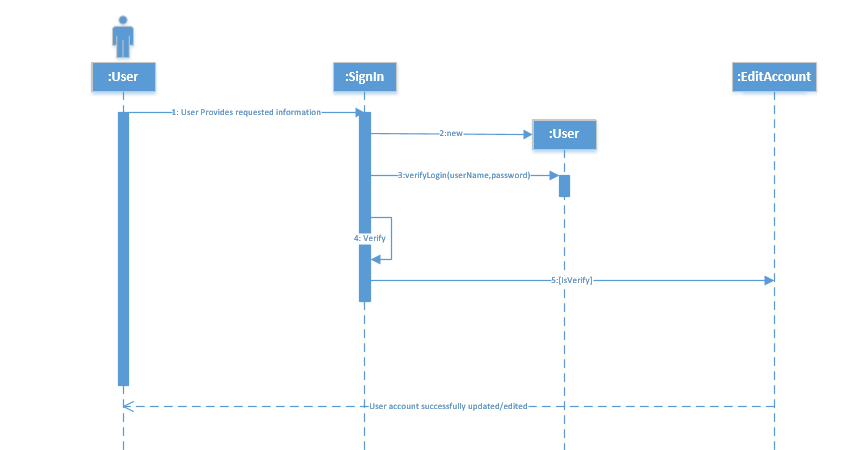 :User
:SignIn
:EditAccount
1: User Provides requested information
2:new
:User
3:verifyLogin(userName,password)
4: Verify
5:[IsVerify]
User account successfully updated/edited